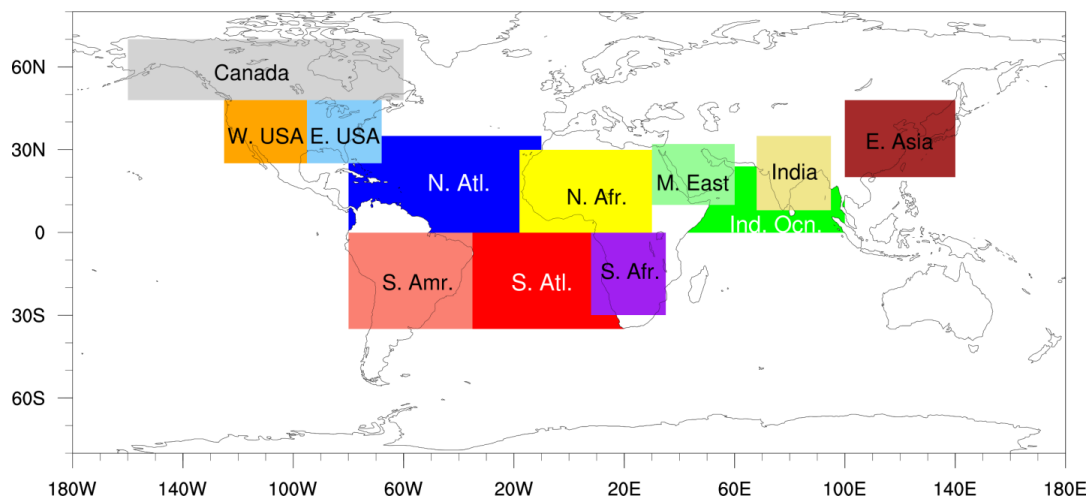 60N
Canada
W. USA
E. USA
E. Asia
30N
N. Atl.
N. Afr.
M. East
India
0
Ind. Ocn.
S. Amr.
S. Atl.
S. Afr.
30S
60S
180W 140W 100W 60W 20W 20E 60E 100E 140E 180E